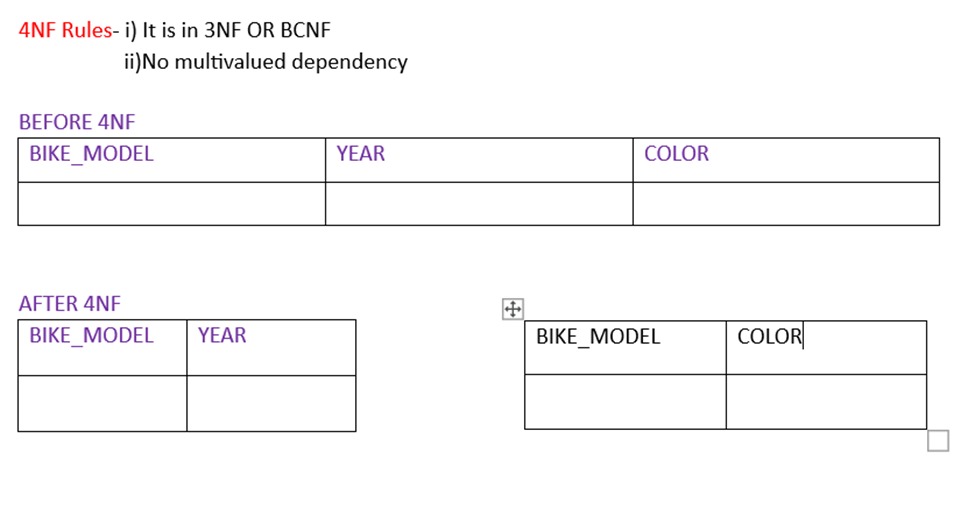 4NF Rules- i) It is in 3NF OR BCNF
ii)No multivalued dependency
BEFORE 4NF
BIKE_MODEL YEAR COLOR
AFTER 4NF
BIKE_MODEL YEAR
BIKE_MODEL COLOR